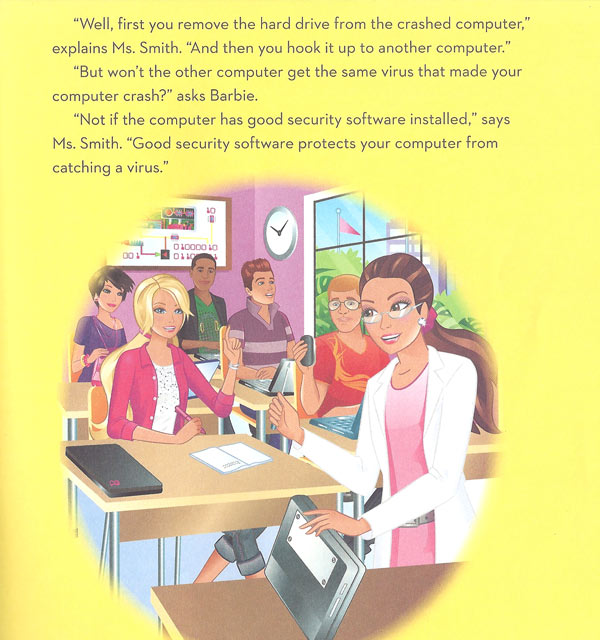 “Well, first you remove the hard drive from the crashed computer,”
explains Ms. Smith. “And then you hook it up to another computer.”
“But won’t the other computer get the same virus that made your
computer crash?” asks Barbie.
“Not if the computer has good security software installed,” says
Ms. Smith. “Good security software protects your computer from
catching a virus.”